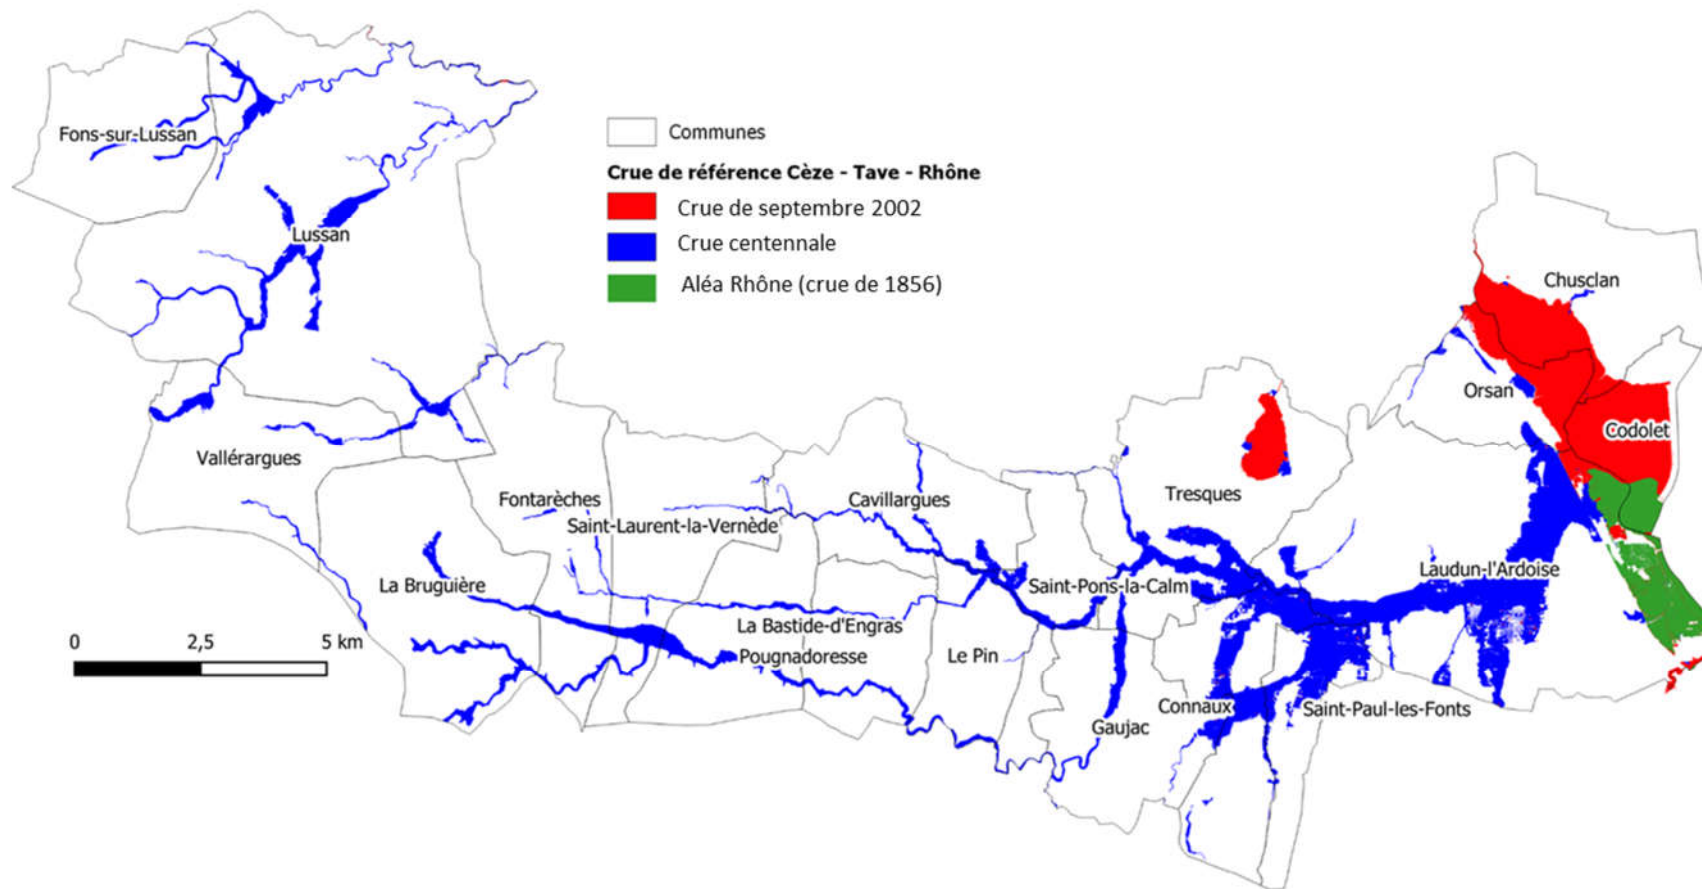 Fons-sur-Lussan
Communes
Crue de référence Cèze - Tave - Rhône
Crue de septembre 2002
Crue centennale
Aléa Rhône (crue de 1856)
Lussan
Chusclan
Orsan
Codolet
Vallérargues
Fontarèches
Cavillargues
Tresques
Saint-Laurent-la-Vernède
La Bruguière
Saint-Pons-la-Calm
Laudun-l'Ardoise
La Bastide-d'Engras
Pougnadoresse
Le Pin
0 2,5 5 km
Gaujac
Connaux
Saint-Paul-les-Fonts